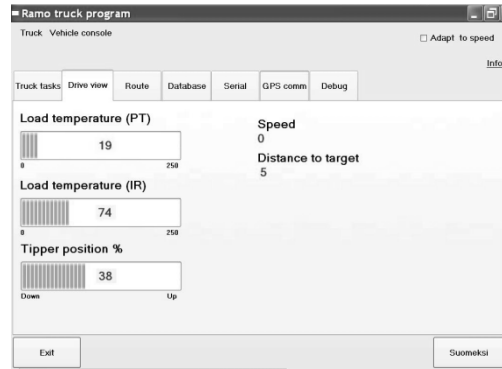 Ramo truck program
Truck Vehicle console
Adapt to speed
Info
Truck tasks Drive view Route Database Serial GPS comm Debug
Load temperature (PT)
19
0 250
Load temperature (IR)
74
0 250
Tipper position %
38
Down Up
Speed
0
Distance to target
5
Exit Suomeksi